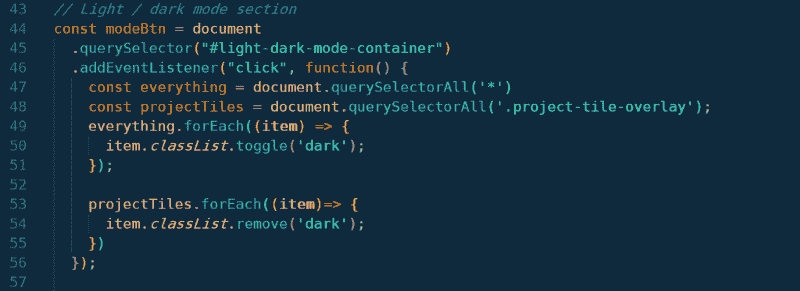 43 // Light / dark mode section
44 const modeBtn = document
45 .querySelector("#light-dark-mode-container")
46 .addEventListener("click", function() {
47 const everything = document.querySelectorAll('*')
48 const projectTiles = document.querySelectorAll('.project-tile-overlay');
49 everything.forEach((item) => {
50 item.classList.toggle('dark');
51 });
52
53 projectTiles.forEach((item)=> {
54 item.classList.remove('dark');
55 })
56 });
57